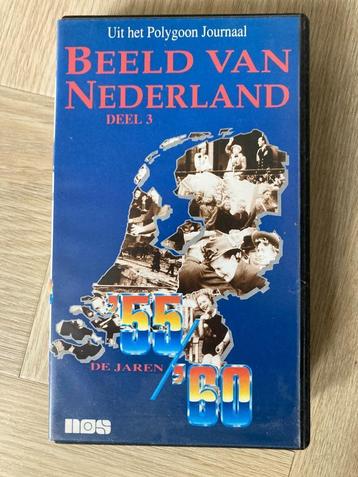 Uit het Polygoon Journaal
BEELD VAN
NEDERLAND
DEEL 3
'55/
DE JAREN
'60
nos